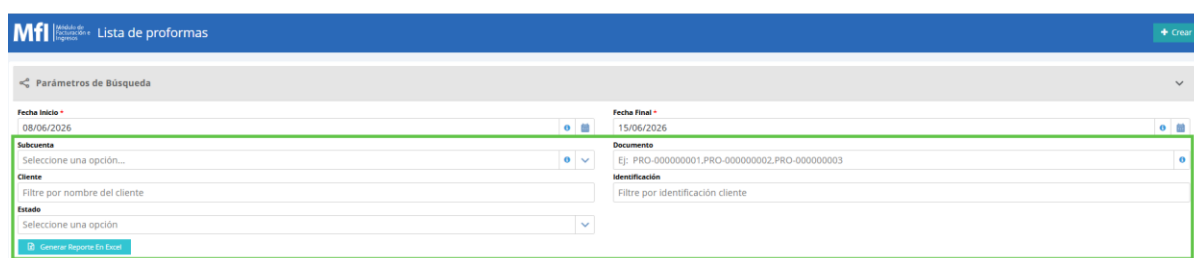 MfI Módulo de Facturación e Ingresos Lista de proformas + Crear
Parámetros de Búsqueda
Fecha Inicio * Fecha Final *
08/06/2026 15/06/2026
Subcuenta Documento
Seleccione una opción... Ej: PRO-000000001,PRO-000000002,PRO-000000003
Cliente Identificación
Filtre por nombre del cliente Filtre por identificación cliente
Estado
Seleccione una opción
Generar Reporte En Excel